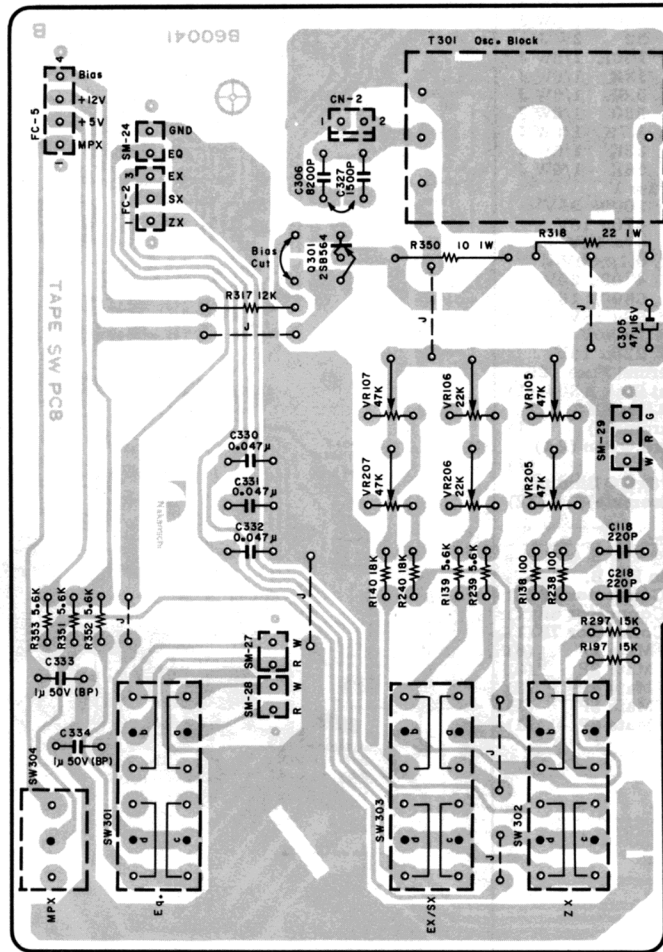 B
B60041
T301 Osc. Block
4
Bias
+12V
+5V
MPX
1
FC-5
SM-24
GND
EQ
FC-2
3
EX
SX
1
ZX
CN-2
1
2
C306
8200P
C327
1500P
Bias
Cut
Q301
2SB564
R350
10 1W
R318
22 1W
R317 12K
J
J
J
C305
47μ16V
TAPE SW PCB
VR107
47K
VR106
22K
VR105
47K
SM-29
G
R
W
C330
0.047μ
C331
0.047μ
C332
0.047μ
VR207
47K
VR206
22K
VR205
47K
Nakamichi
C118
220P
C218
220P
R140 18K
R240 18K
R139 5.6K
R239 5.6K
R138 100
R238 100
R353 5.6K
R351 5.6K
R352 5.6K
J
J
R297 15K
R197 15K
C333
1μ 50V (BP)
SM-27
W
R
SM-28
W
R
C334
1μ 50V (BP)
SW304
SW301
b
a
d
c
SW303
b
a
d
c
J
J
SW302
b
a
d
c
MPX
Eq.
EX/SX
ZX